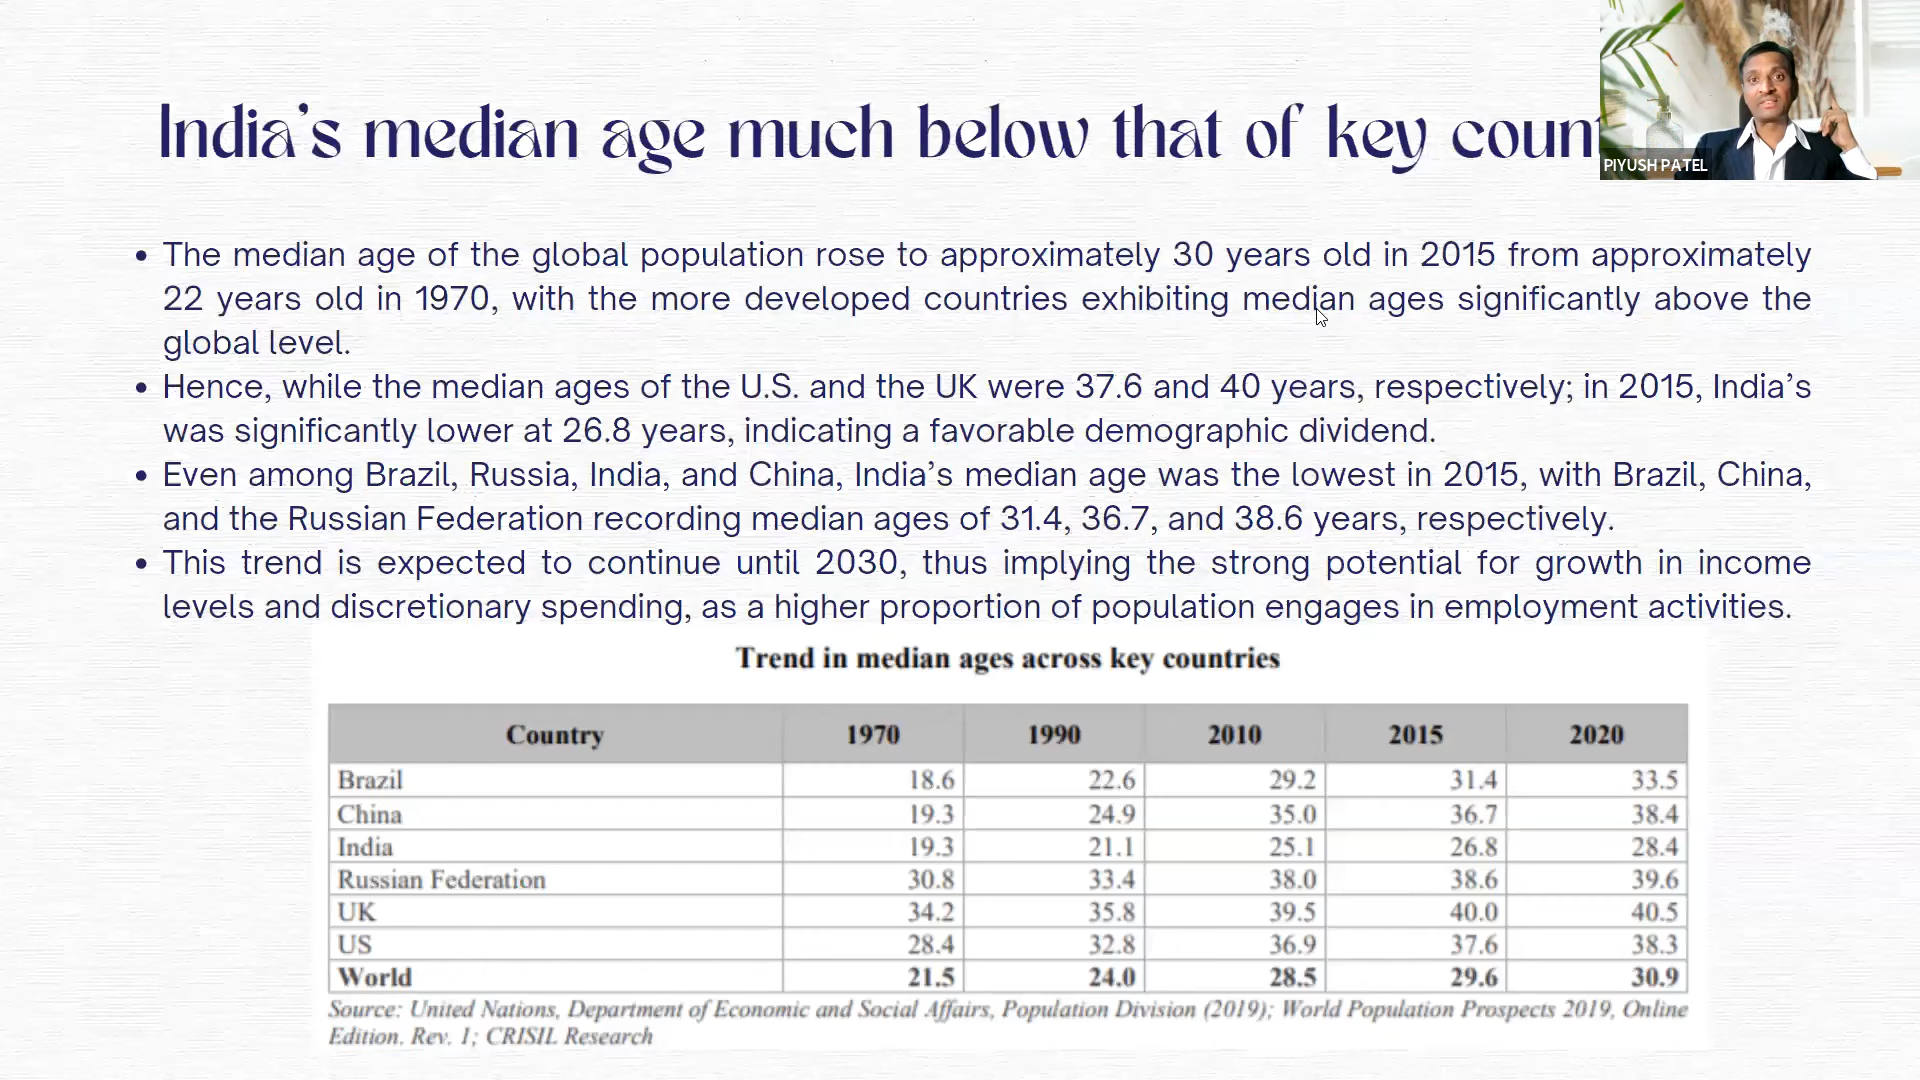 India's median age much below that of key coun
PIYUSH PATEL
• The median age of the global population rose to approximately 30 years old in 2015 from approximately
22 years old in 1970, with the more developed countries exhibiting median ages significantly above the
global level.
• Hence, while the median ages of the U.S. and the UK were 37.6 and 40 years, respectively; in 2015, India's
was significantly lower at 26.8 years, indicating a favorable demographic dividend.
• Even among Brazil, Russia, India, and China, India's median age was the lowest in 2015, with Brazil, China,
and the Russian Federation recording median ages of 31.4, 36.7, and 38.6 years, respectively.
• This trend is expected to continue until 2030, thus implying the strong potential for growth in income
levels and discretionary spending, as a higher proportion of population engages in employment activities.
Trend in median ages across key countries
Country 1970 1990 2010 2015 2020
Brazil 18.6 22.6 29.2 31.4 33.5
China 19.3 24.9 35.0 36.7 38.4
India 19.3 21.1 25.1 26.8 28.4
Russian Federation 30.8 33.4 38.0 38.6 39.6
UK 34.2 35.8 39.5 40.0 40.5
US 28.4 32.8 36.9 37.6 38.3
World 21.5 24.0 28.5 29.6 30.9
Source: United Nations, Department of Economic and Social Affairs, Population Division (2019); World Population Prospects 2019, Online
Edition. Rev. 1; CRISIL Research